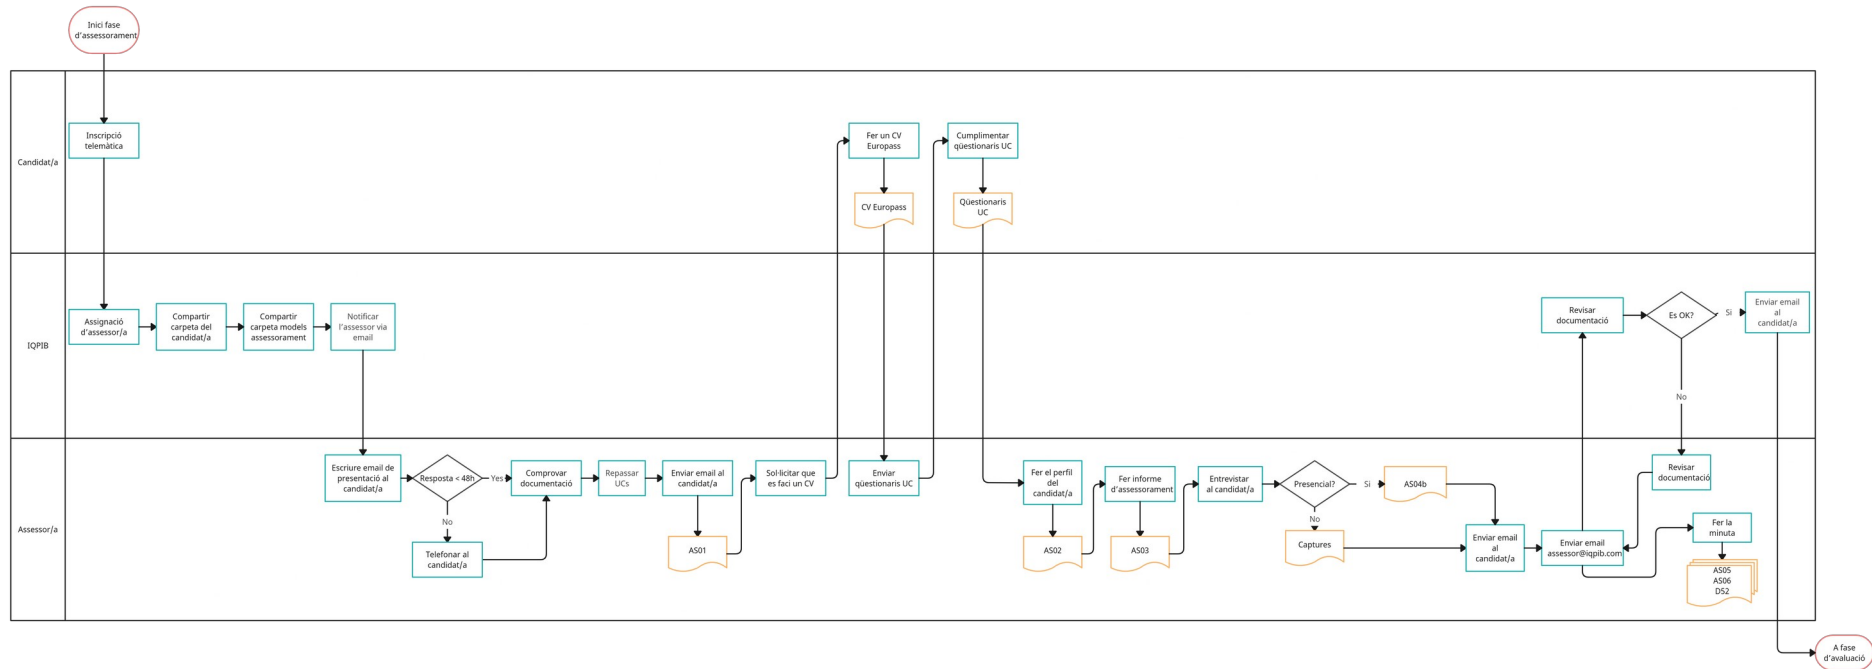 Inici fase
d'assessorament
Candidat/a
Inscripció
telemàtica
Fer un CV
Europass
Cumplimentar
qüestionaris UC
CV Europass
Qüestionaris
UC
IQPIB
Assignació
d'assessor/a
Compartir
carpeta del
candidat/a
Compartir
carpeta models
assessorament
Notificar
l'assessor via
email
Revisar
documentació
Es OK?
Si
Enviar email
al
candidat/a
No
Assessor/a
Escriure email de
presentació al
candidat/a
Resposta < 48h
Yes
No
Telefonar al
candidat/a
Comprovar
documentació
Repassar
UCs
Enviar email al
candidat/a
AS01
Sol·licitar que
es faci un CV
Enviar
qüestionaris UC
Fer el perfil
del
candidat/a
AS02
Fer informe
d'assessorament
AS03
Entrevistar
al candidat/a
Presencial?
Si
No
AS04b
Captures
Enviar email
al
candidat/a
Enviar email
assessor@iqpib.com
Revisar
documentació
Fer la
minuta
AS05
AS06
D52
A fase
d'avaluació